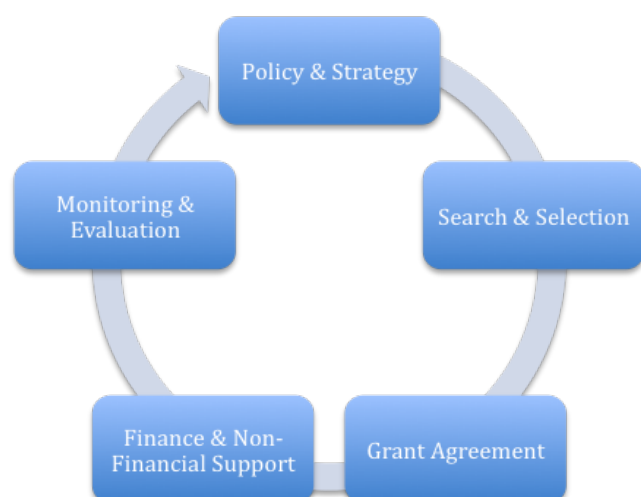 Policy & Strategy
Search & Selection
Grant Agreement
Finance & Non-
Financial Support
Monitoring &
Evaluation